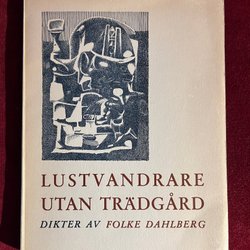 LUSTVANDRARE
UTAN TRÄDGÅRD
DIKTER AV FOLKE DAHLBERG